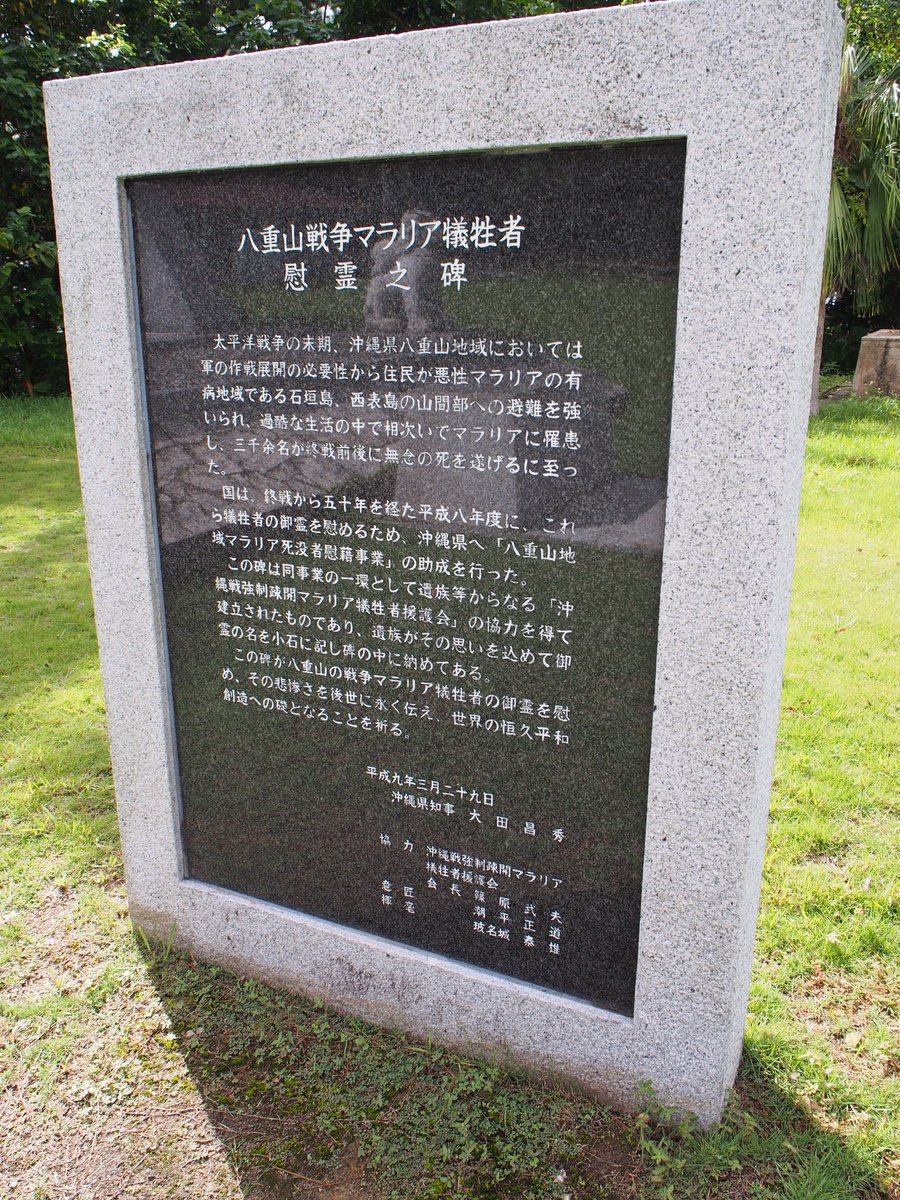 八重山戦争マラリア犠牲者
慰霊之碑
太平洋戦争の末期、沖縄県八重山地域においては
軍の作戦展開の必要性から住民が悪性マラリアの有
病地域である石垣島、西表島の山間部への避難を強
いられ、過酷な生活の中で相次いでマラリアに罹患
し、三千余名が終戦前後に無念の死を遂げるに至っ
た。
国は、終戦から五十年を経た平成八年度に、これ
ら犠牲者の御霊を慰めるため、沖縄県へ「八重山地
域マラリア死没者慰藉事業」の助成を行った。
この碑は同事業の一環として遺族等からなる「沖
縄戦強制疎開マラリア犠牲者援護会」の協力を得て
建立されたものであり、遺族がその思いを込めて御
霊の名を小石に記し碑の中に納めてある。
この碑が八重山の戦争マラリア犠牲者の御霊を慰
め、その悲惨さを後世に永く伝え、世界の恒久平和
創造への礎となることを祈る。
平成九年三月二十九日
沖縄県知事 大田昌秀
協力 沖縄戦強制疎開マラリア
犠牲者援護会
会長 篠原武夫
意匠 潮平正道
揮毫 玻名城泰雄